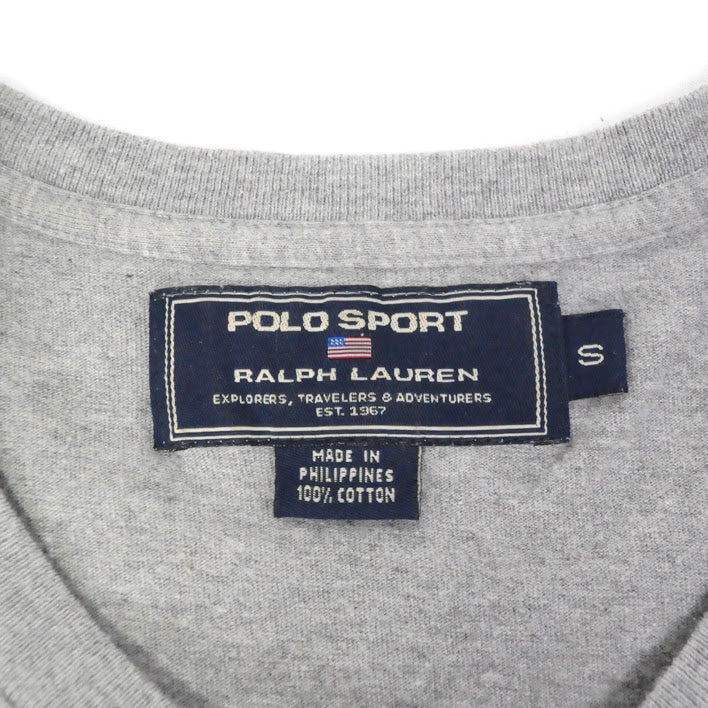 POLO SPORT
RALPH LAUREN
EXPLORERS, TRAVELERS & ADVENTURERS
EST. 1967
S
MADE IN
PHILIPPINES
100% COTTON